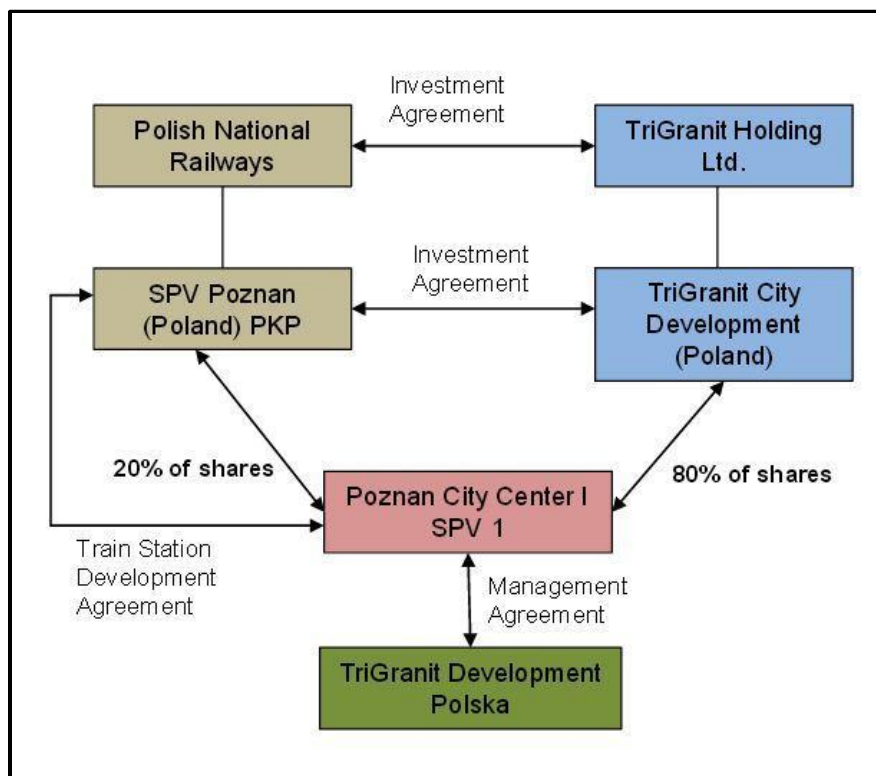 Investment
Agreement
Polish National
Railways
TriGranit Holding
Ltd.
Investment
Agreement
SPV Poznan
(Poland) PKP
TriGranit City
Development
(Poland)
20% of shares
80% of shares
Poznan City Center I
SPV 1
Train Station
Development
Agreement
Management
Agreement
TriGranit Development
Polska